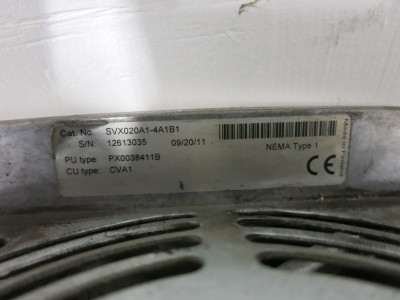 Cat. No. SVX020A1-4A1B1
S/N: 12613035 09/20/11
NEMA Type 1
PU type: PX0038411B
CU type: CVA1
CE
Made in Finland